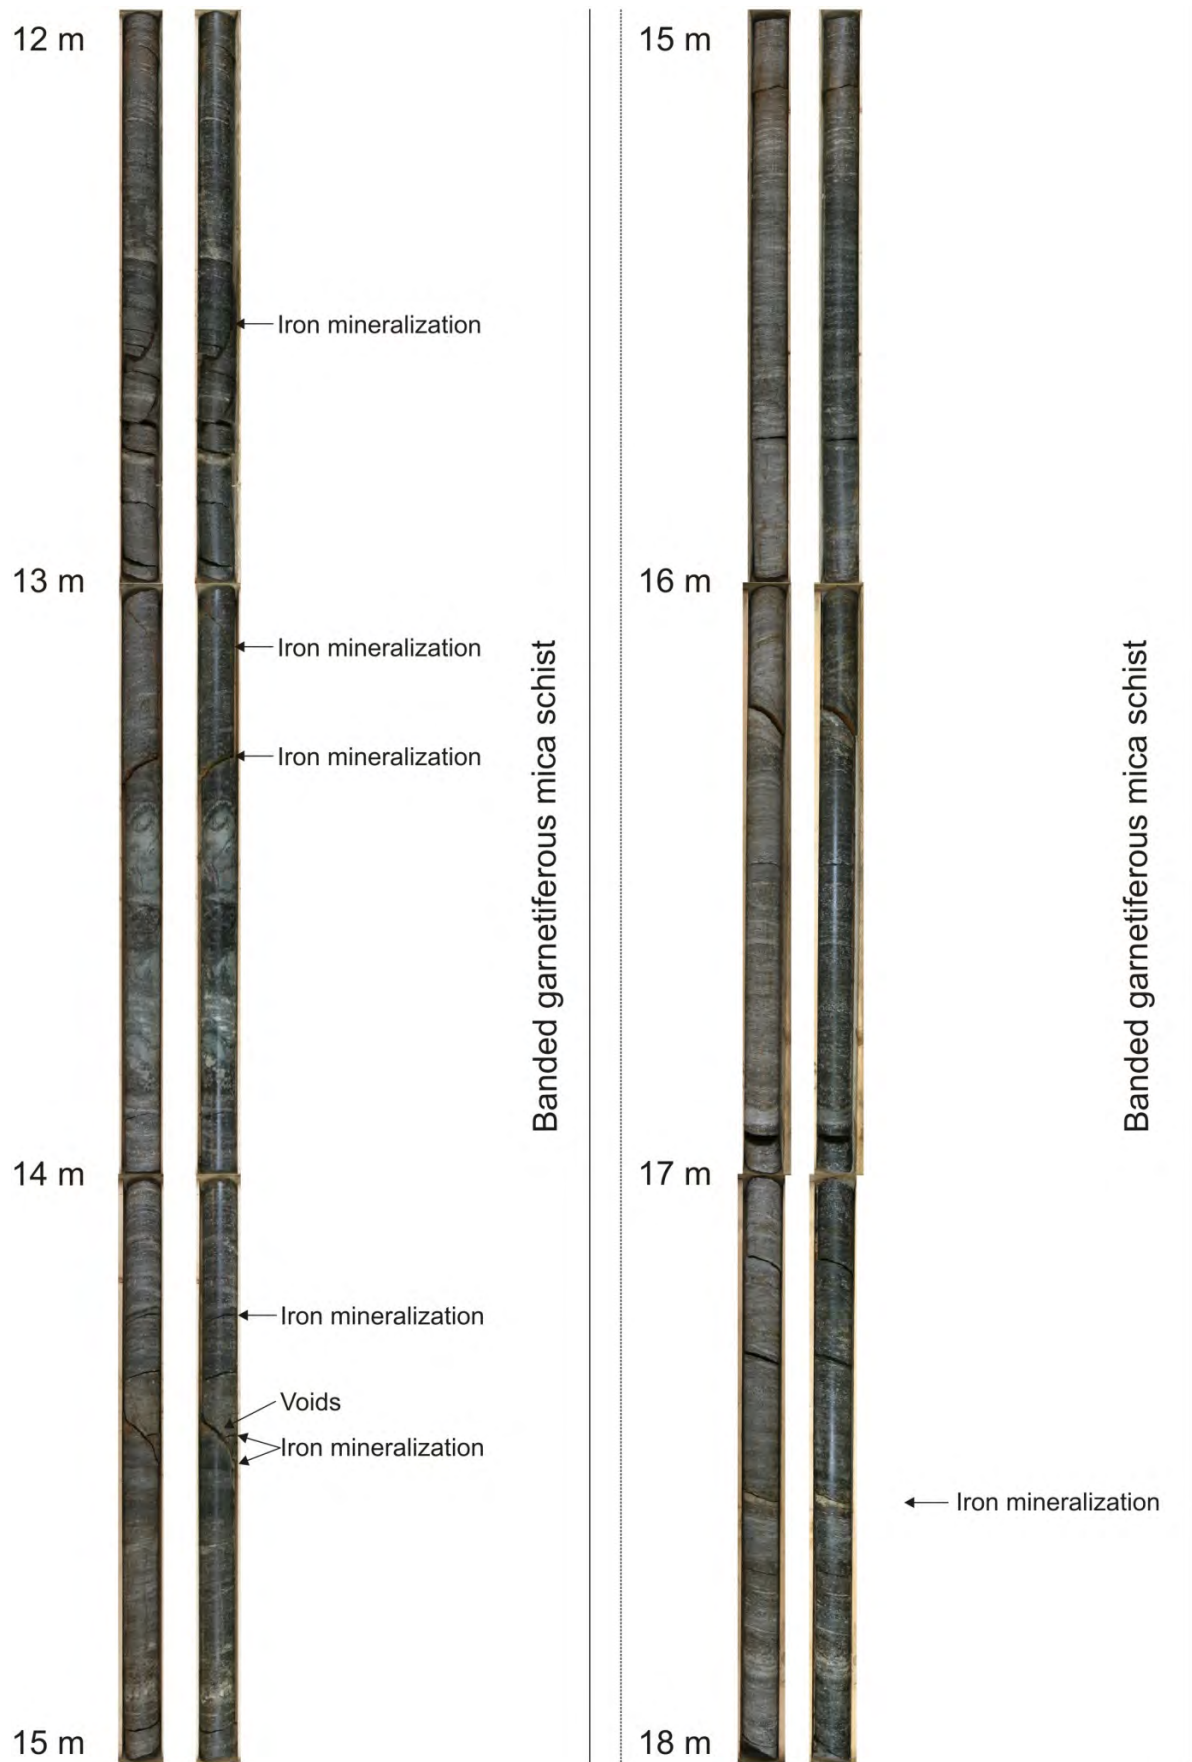 12 m
Iron mineralization
13 m
Iron mineralization
Iron mineralization
Banded garnetiferous mica schist
14 m
Iron mineralization
Voids
Iron mineralization
15 m
15 m
16 m
Banded garnetiferous mica schist
17 m
Iron mineralization
18 m